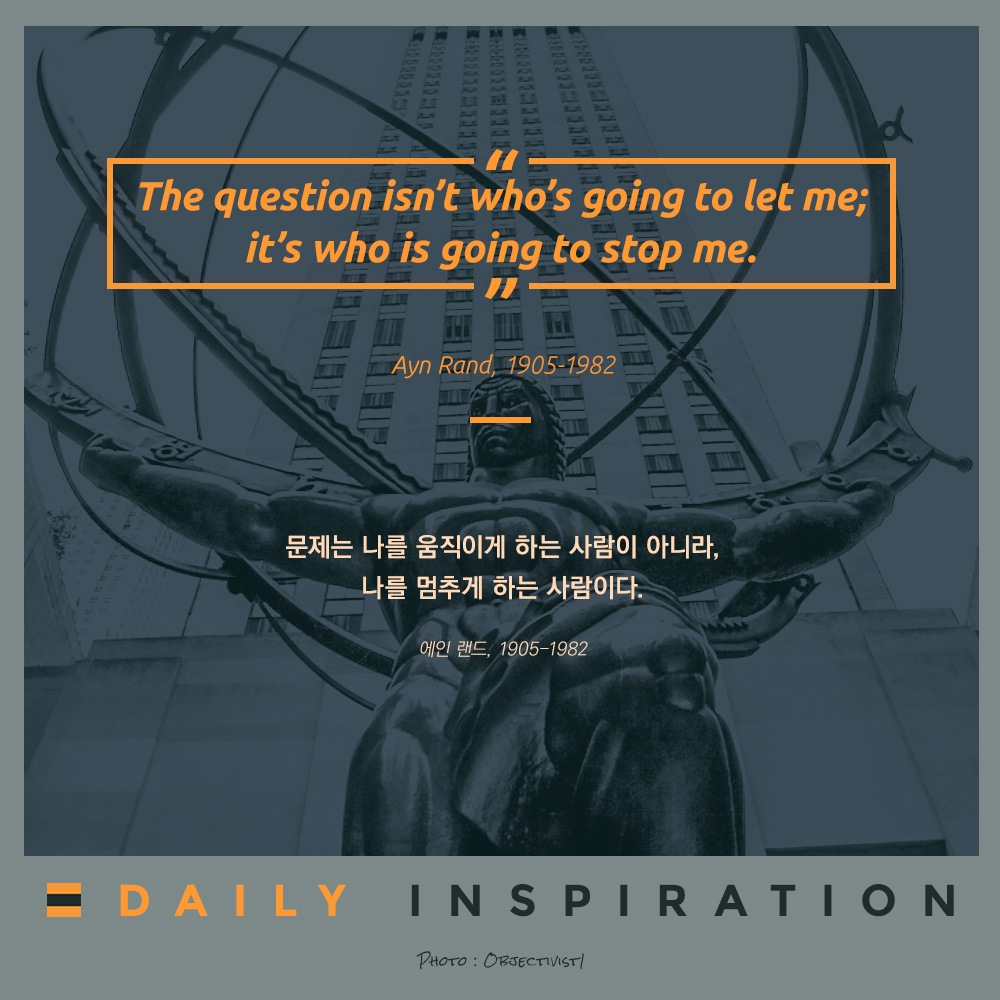 “
The question isn’t who’s going to let me;
it’s who is going to stop me.
”
Ayn Rand, 1905-1982
문제는 나를 움직이게 하는 사람이 아니라,
나를 멈추게 하는 사람이다.
에인 랜드, 1905-1982
DAILY INSPIRATION
Photo : Objectivist1